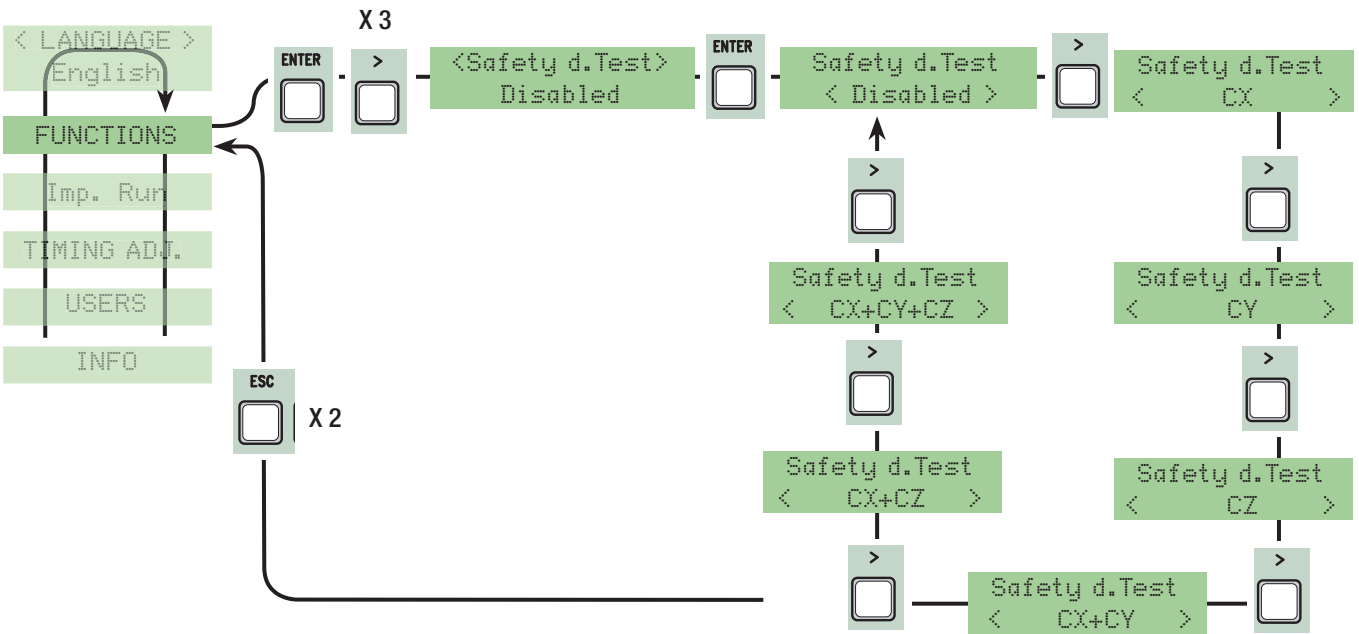 X 3
< LANGUAGE >
English
ENTER
>
<Safety d.Test>
Disabled
ENTER
Safety d.Test
< Disabled >
>
Safety d.Test
< CX >
FUNCTIONS
Imp. Run
TIMING ADJ.
USERS
INFO
>
Safety d.Test
< CY >
>
Safety d.Test
< CZ >
>
Safety d.Test
< CX+CY >
>
Safety d.Test
< CX+CZ >
>
Safety d.Test
< CX+CY+CZ >
>
ESC
X 2